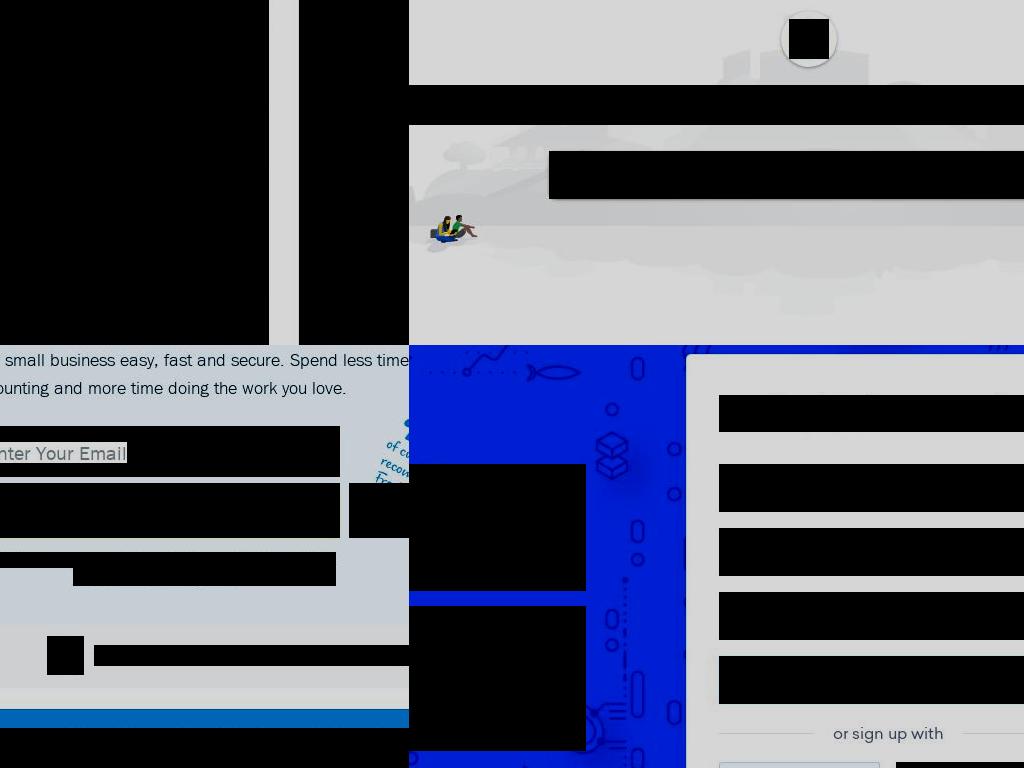 small business easy, fast and secure. Spend less time
ounting and more time doing the work you love.
nter Your Email
of
or sign up with